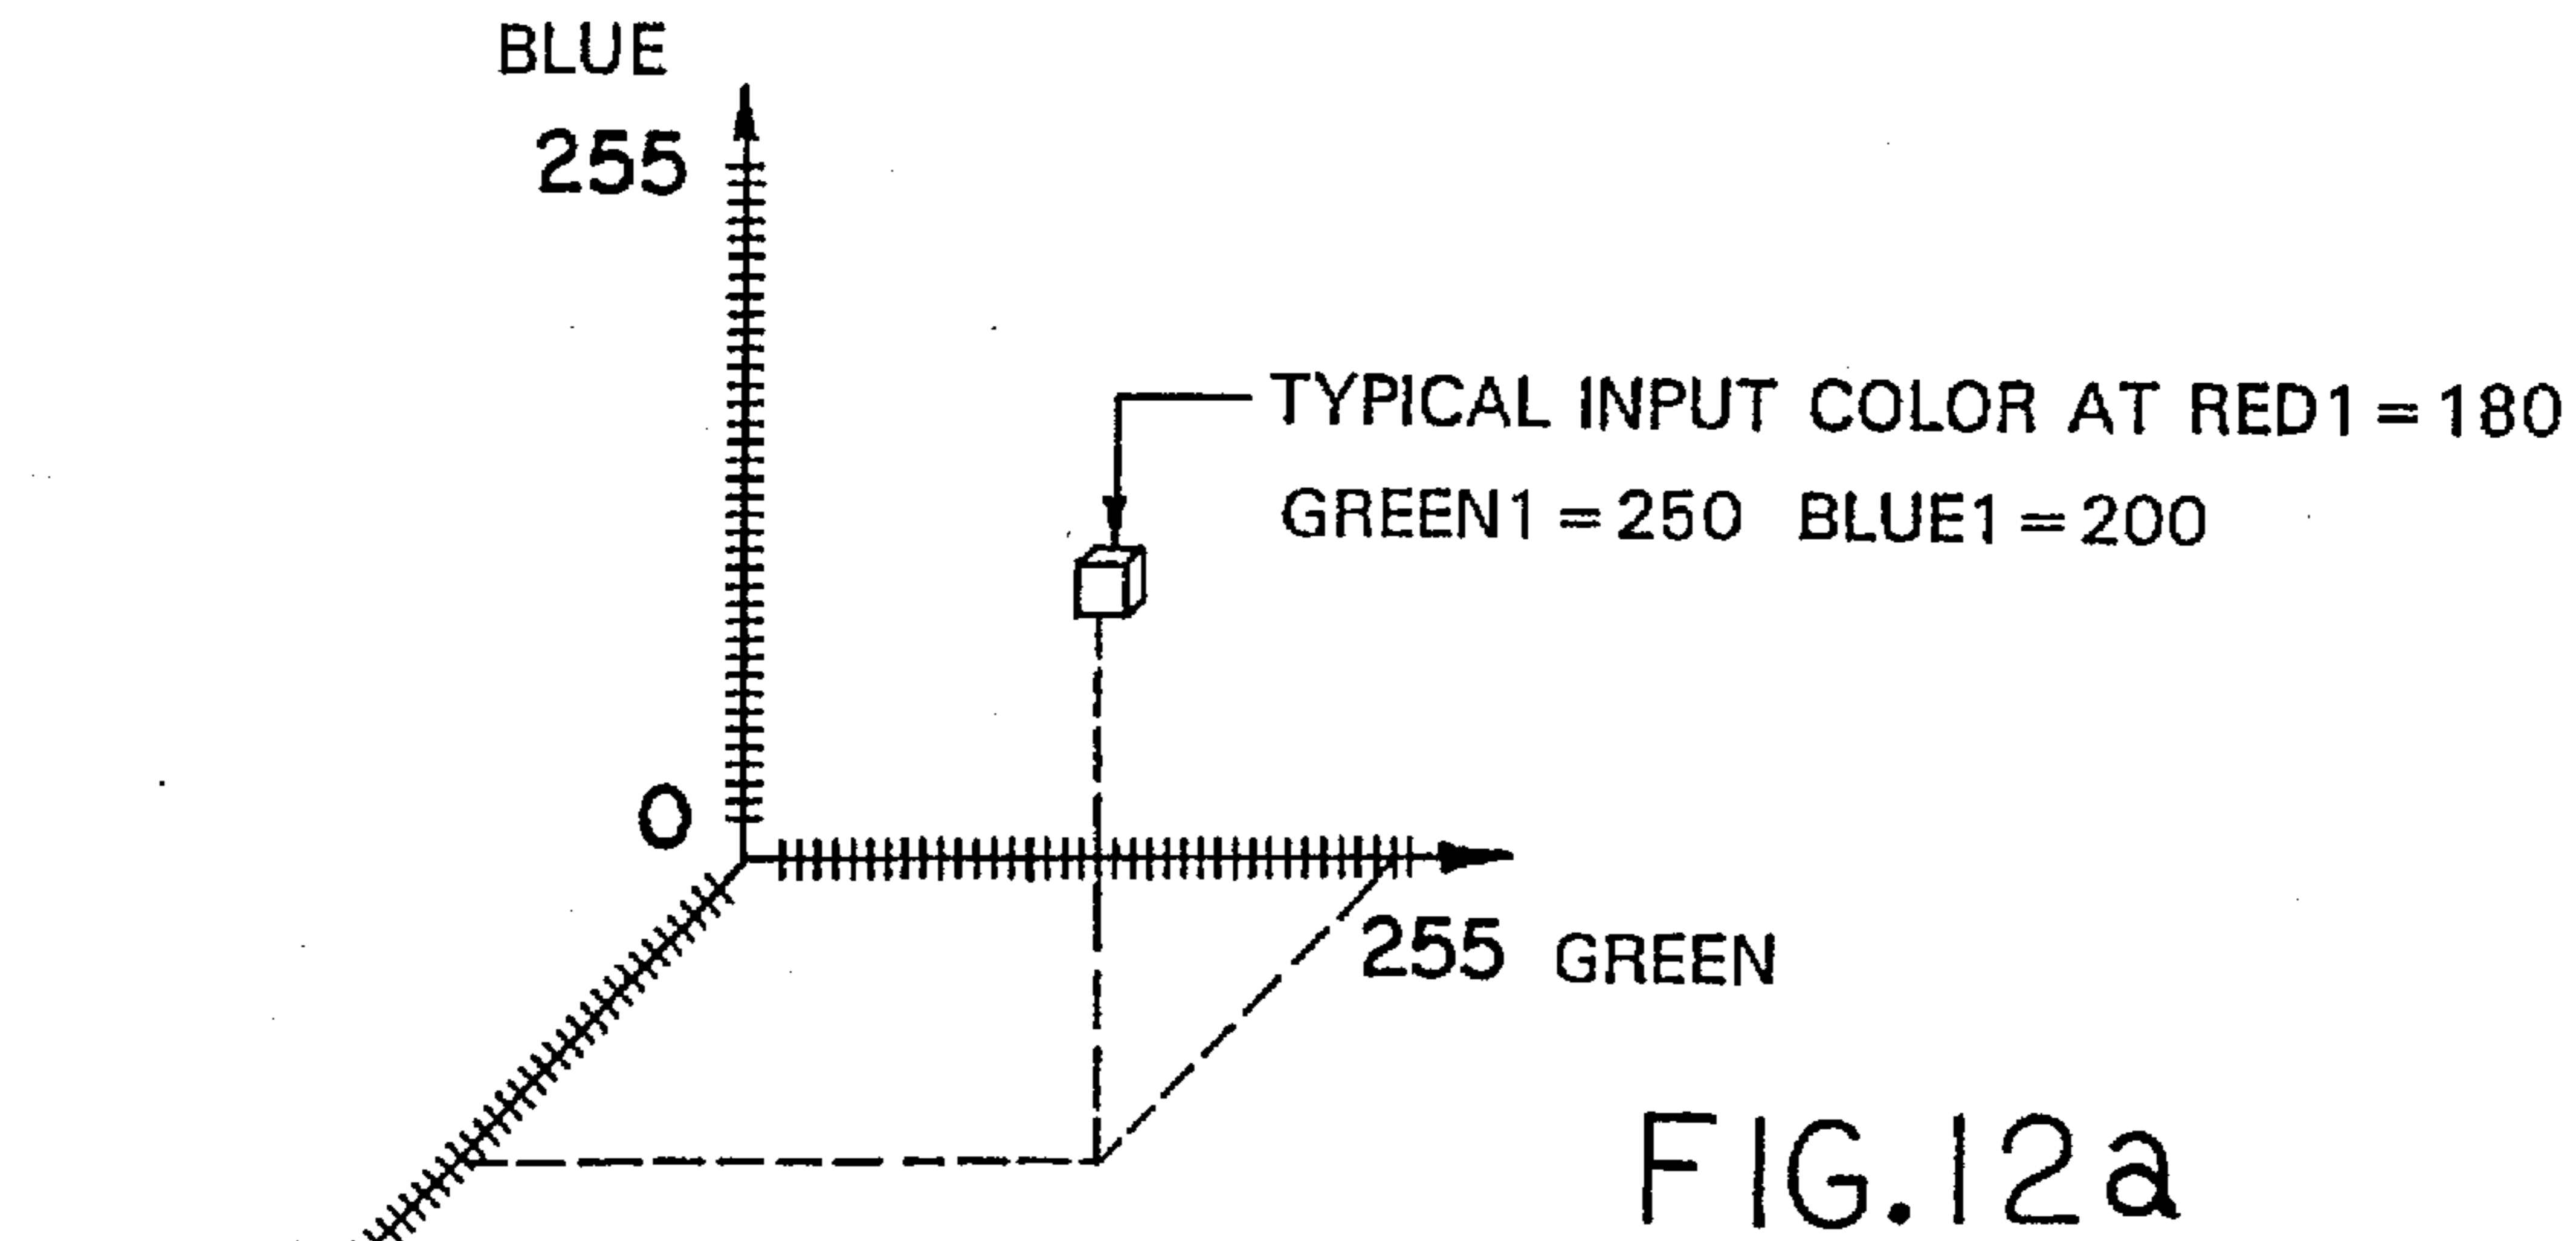 BLUE
255
TYPICAL INPUT COLOR AT RED1 = 180
GREEN1 = 250 BLUE1 = 200
0
255 GREEN
FIG. 12a